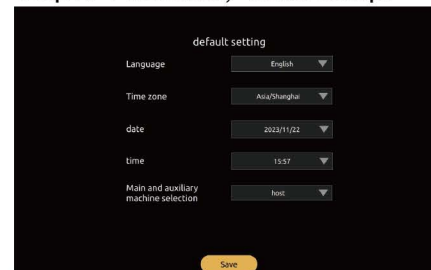 default setting
Language English
Time zone Asia/Shanghai
date 2023/11/22
time 15:57
Main and auxiliary
machine selection host
Save